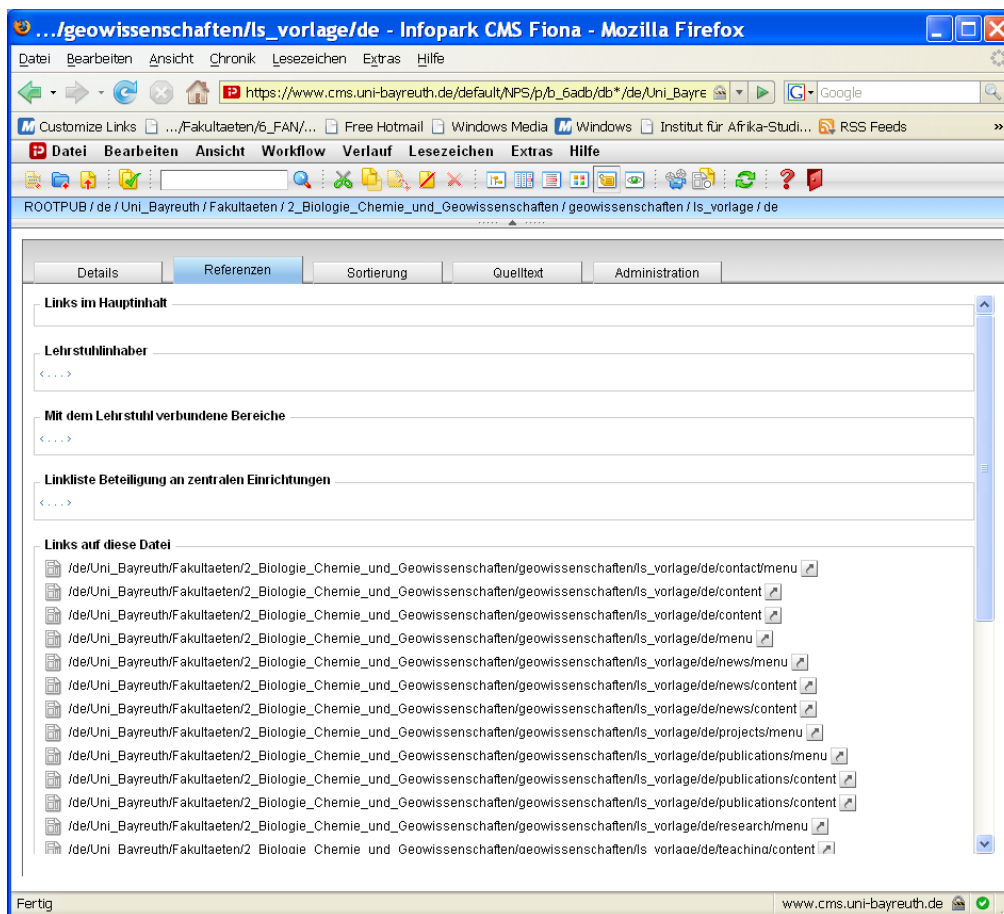 .../geowissenschaften/ls_vorlage/de - Infopark CMS Fiona - Mozilla Firefox
Datei Bearbeiten Ansicht Chronik Lesezeichen Extras Hilfe
https://www.cms.uni-bayreuth.de/default/NPS/p/b_6adb/db*/de/Uni_Bayre
Google
Customize Links .../Fakultaeten/6_FAN/... Free Hotmail Windows Media Windows Institut für Afrika-Studi... RSS Feeds »
Datei Bearbeiten Ansicht Workflow Verlauf Lesezeichen Extras Hilfe
ROOTPUB / de / Uni_Bayreuth / Fakultaeten / 2_Biologie_Chemie_und_Geowissenschaften / geowissenschaften / ls_vorlage / de
Details Referenzen Sortierung Quelltext Administration
Links im Hauptinhalt
Lehrstuhlinhaber
‹ . . . ›
Mit dem Lehrstuhl verbundene Bereiche
‹ . . . ›
Linkliste Beteiligung an zentralen Einrichtungen
‹ . . . ›
Links auf diese Datei
/de/Uni_Bayreuth/Fakultaeten/2_Biologie_Chemie_und_Geowissenschaften/geowissenschaften/ls_vorlage/de/contact/menu
/de/Uni_Bayreuth/Fakultaeten/2_Biologie_Chemie_und_Geowissenschaften/geowissenschaften/ls_vorlage/de/content
/de/Uni_Bayreuth/Fakultaeten/2_Biologie_Chemie_und_Geowissenschaften/geowissenschaften/ls_vorlage/de/content
/de/Uni_Bayreuth/Fakultaeten/2_Biologie_Chemie_und_Geowissenschaften/geowissenschaften/ls_vorlage/de/menu
/de/Uni_Bayreuth/Fakultaeten/2_Biologie_Chemie_und_Geowissenschaften/geowissenschaften/ls_vorlage/de/news/menu
/de/Uni_Bayreuth/Fakultaeten/2_Biologie_Chemie_und_Geowissenschaften/geowissenschaften/ls_vorlage/de/news/content
/de/Uni_Bayreuth/Fakultaeten/2_Biologie_Chemie_und_Geowissenschaften/geowissenschaften/ls_vorlage/de/news/content
/de/Uni_Bayreuth/Fakultaeten/2_Biologie_Chemie_und_Geowissenschaften/geowissenschaften/ls_vorlage/de/projects/menu
/de/Uni_Bayreuth/Fakultaeten/2_Biologie_Chemie_und_Geowissenschaften/geowissenschaften/ls_vorlage/de/publications/menu
/de/Uni_Bayreuth/Fakultaeten/2_Biologie_Chemie_und_Geowissenschaften/geowissenschaften/ls_vorlage/de/publications/content
/de/Uni_Bayreuth/Fakultaeten/2_Biologie_Chemie_und_Geowissenschaften/geowissenschaften/ls_vorlage/de/publications/content
/de/Uni_Bayreuth/Fakultaeten/2_Biologie_Chemie_und_Geowissenschaften/geowissenschaften/ls_vorlage/de/research/menu
/de/Uni_Bayreuth/Fakultaeten/2_Biologie_Chemie_und_Geowissenschaften/geowissenschaften/ls_vorlage/de/teaching/content
Fertig www.cms.uni-bayreuth.de